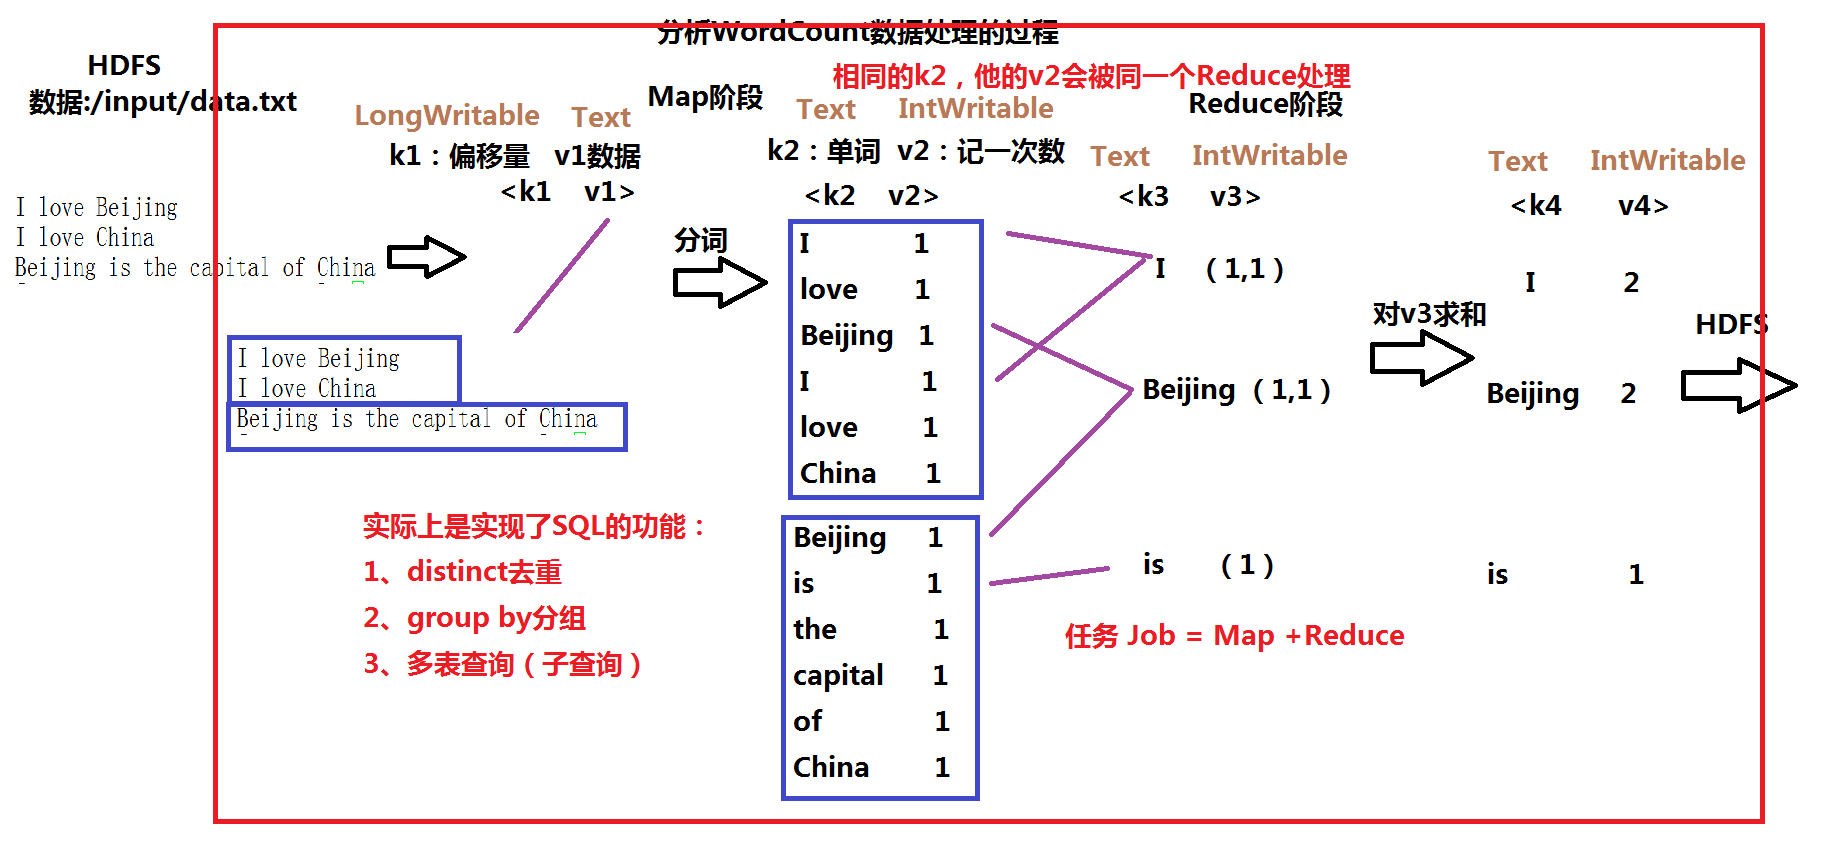 分析WordCount数据处理的过程
HDFS
数据:/input/data.txt
相同的k2，他的v2会被同一个Reduce处理
Map阶段
Reduce阶段
LongWritable Text
k1：偏移量 v1数据
<k1 v1>
Text IntWritable
k2：单词 v2：记一次数
<k2 v2>
Text IntWritable
<k3 v3>
Text IntWritable
<k4 v4>
I love Beijing
I love China
Beijing is the capital of China
I love Beijing
I love China
Beijing is the capital of China
分词
I 1
love 1
Beijing 1
I 1
love 1
China 1
Beijing 1
is 1
the 1
capital 1
of 1
China 1
I （1,1）
Beijing （1,1）
is （1）
对v3求和
I 2
Beijing 2
is 1
HDFS
实际上是实现了SQL的功能：
1、distinct去重
2、group by分组
3、多表查询（子查询）
任务 Job = Map +Reduce